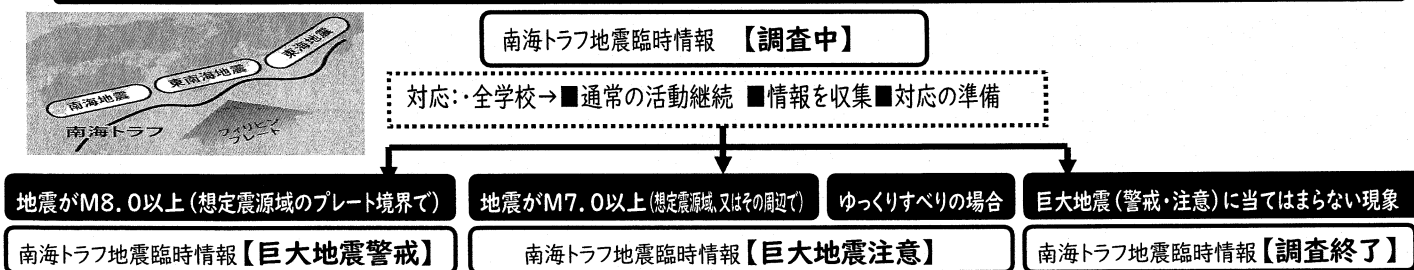 南海トラフ地震臨時情報 【調査中】
東海地震
東南海地震
南海地震
南海トラフ
フィリピン
プレート
対応:・全学校→■通常の活動継続 ■情報を収集■対応の準備
地震がM8.0以上(想定震源域のプレート境界で)
地震がM7.0以上(想定震源域、又はその周辺で)
ゆっくりすべりの場合
巨大地震(警戒・注意)に当てはまらない現象
南海トラフ地震臨時情報【巨大地震警戒】
南海トラフ地震臨時情報【巨大地震注意】
南海トラフ地震臨時情報【調査終了】